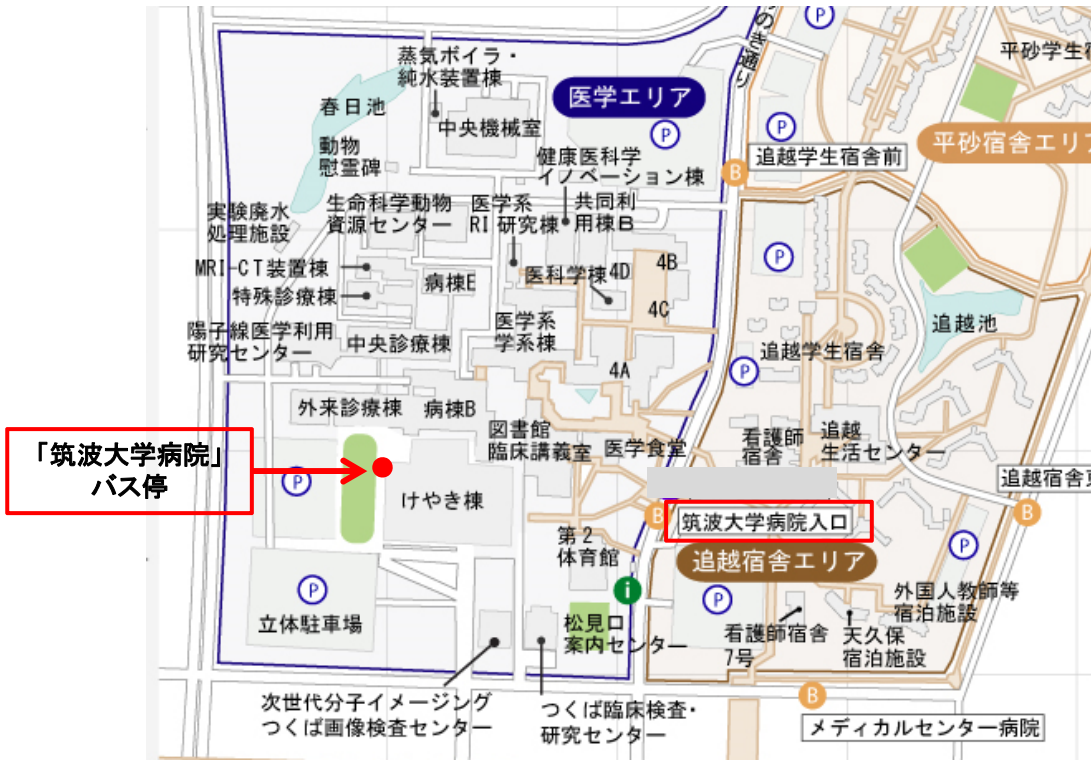 蒸気ボイラ・
純水装置棟
医学エリア
P
のき通り
P
平砂学生宿
春日池
中央機械室
P
P
追越学生宿舎前
平砂宿舎エリア
動物
慰霊碑
健康医科学
イノベーション棟
B
実験廃水
処理施設
生命科学動物
資源センター
医学系
RI 研究棟
共同利
用棟B
MRI-CT装置棟
特殊診療棟
病棟E
医科学棟
4D
4B
4C
P
陽子線医学利用
研究センター
中央診療棟
医学系
学系棟
4A
P
追越学生宿舎
追越池
外来診療棟
病棟B
図書館
臨床講義室
医学食堂
看護師
宿舎
追越
生活センター
「筑波大学病院」
バス停
P
けやき棟
追越宿舎東
B
筑波大学病院入口
B
第2
体育館
追越宿舎エリア
P
P
立体駐車場
i
松見口
案内センター
P
看護師宿舎
7号
天久保
宿泊施設
外国人教師等
宿泊施設
次世代分子イメージング
つくば画像検査センター
つくば臨床検査・
研究センター
B
メディカルセンター病院